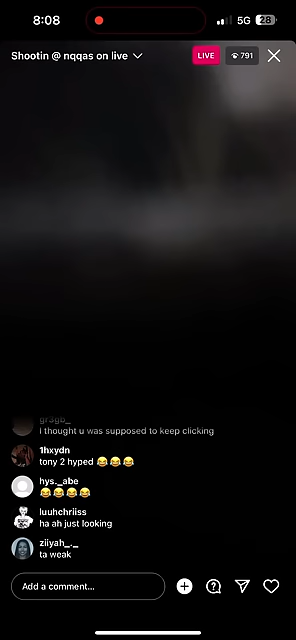 8:08
5G
28
Shootin @ nqqas on live
LIVE
791
gr3gb_
I thought u was supposed to keep clicking
1hxydn
tony 2 hyped 😂😂😂
hys._abe
😂😂😂😂
luuhchriiss
ha ah just looking
ziiyah_._
ta weak
Add a comment...